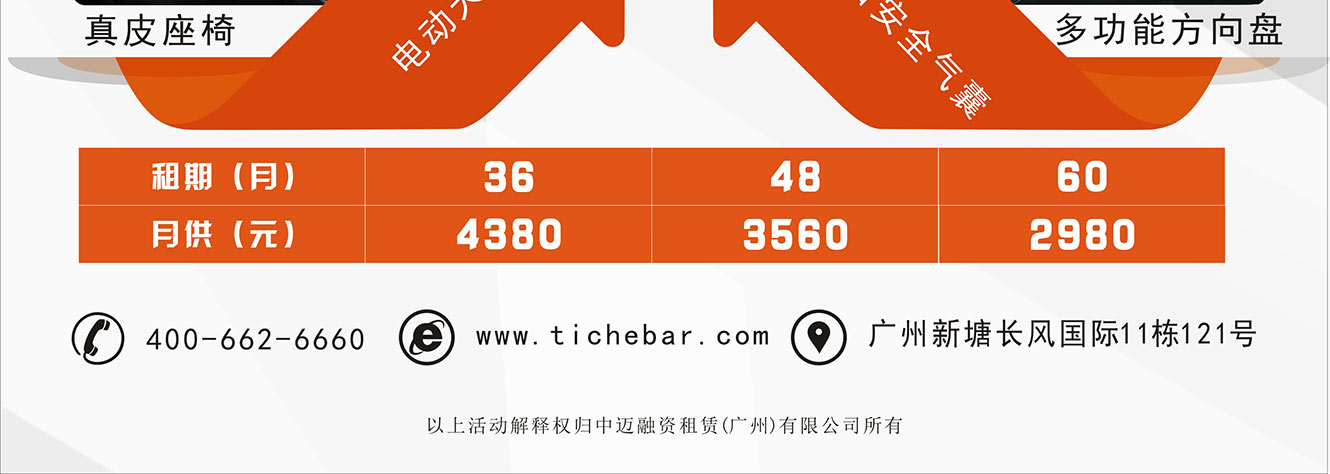 真皮座椅
电动天
安全气囊
多功能方向盘
租期（月） 36 48 60
月供（元） 4380 3560 2980
400-662-6660
www.tichebar.com
广州新塘长风国际11栋121号
以上活动解释权归中迈融资租赁(广州)有限公司所有